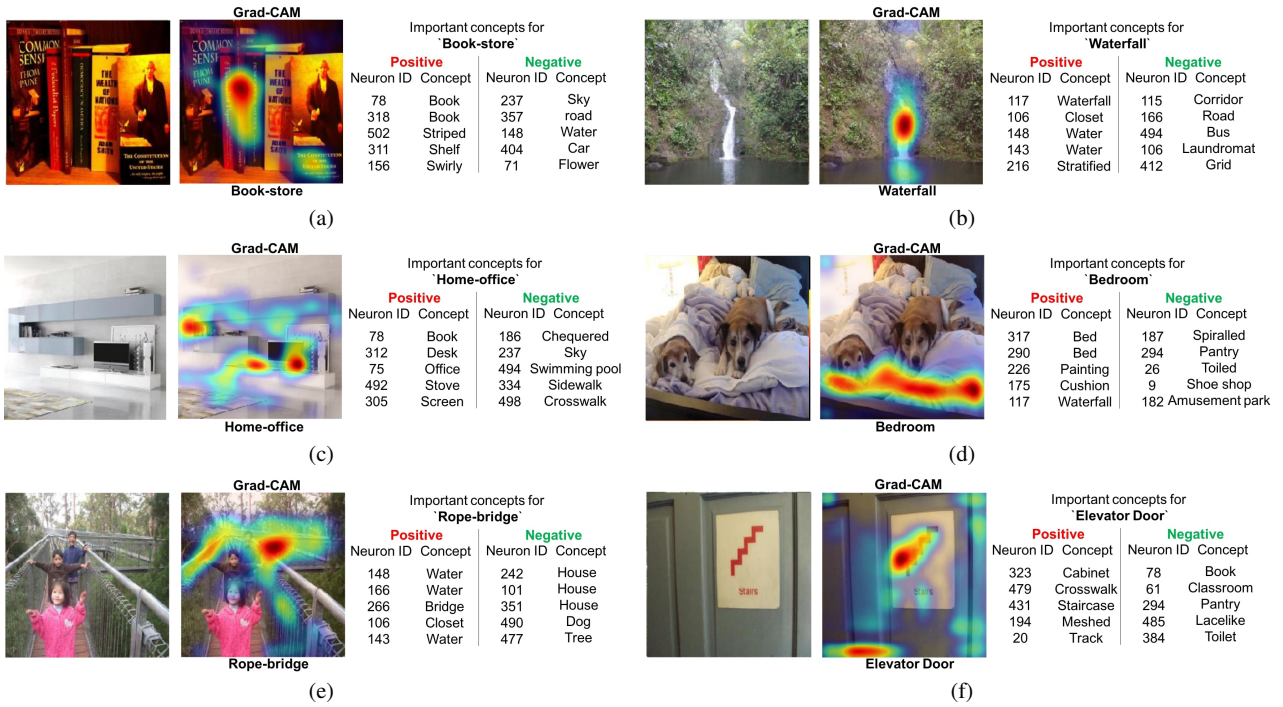 Grad-CAM
COMMON
SENSE
THOM
PAINE
THE
WEALTH
OF
NATIONS
ADAM
SMITH
THE CONSTITUTION
OF THE
UNITED STATES
Book-store
Important concepts for
`Book-store`
Positive Negative
Neuron ID Concept Neuron ID Concept
78 Book 237 Sky
318 Book 357 road
502 Striped 148 Water
311 Shelf 404 Car
156 Swirly 71 Flower
(a)
Grad-CAM
Waterfall
Important concepts for
`Waterfall`
Positive Negative
Neuron ID Concept Neuron ID Concept
117 Waterfall 115 Corridor
106 Closet 166 Road
148 Water 494 Bus
143 Water 106 Laundromat
216 Stratified 412 Grid
(b)
Grad-CAM
Home-office
Important concepts for
`Home-office`
Positive Negative
Neuron ID Concept Neuron ID Concept
78 Book 186 Chequered
312 Desk 237 Sky
75 Office 494 Swimming pool
492 Stove 334 Sidewalk
305 Screen 498 Crosswalk
(c)
Grad-CAM
Bedroom
Important concepts for
`Bedroom`
Positive Negative
Neuron ID Concept Neuron ID Concept
317 Bed 187 Spiralled
290 Bed 294 Pantry
226 Painting 26 Toiled
175 Cushion 9 Shoe shop
117 Waterfall 182 Amusement park
(d)
Grad-CAM
Rope-bridge
Important concepts for
`Rope-bridge`
Positive Negative
Neuron ID Concept Neuron ID Concept
148 Water 242 House
166 Water 101 House
266 Bridge 351 House
106 Closet 490 Dog
143 Water 477 Tree
(e)
Grad-CAM
Stairs
Stairs
Elevator Door
Important concepts for
`Elevator Door`
Positive Negative
Neuron ID Concept Neuron ID Concept
323 Cabinet 78 Book
479 Crosswalk 61 Classroom
431 Staircase 294 Pantry
194 Meshed 485 Lacelike
20 Track 384 Toilet
(f)